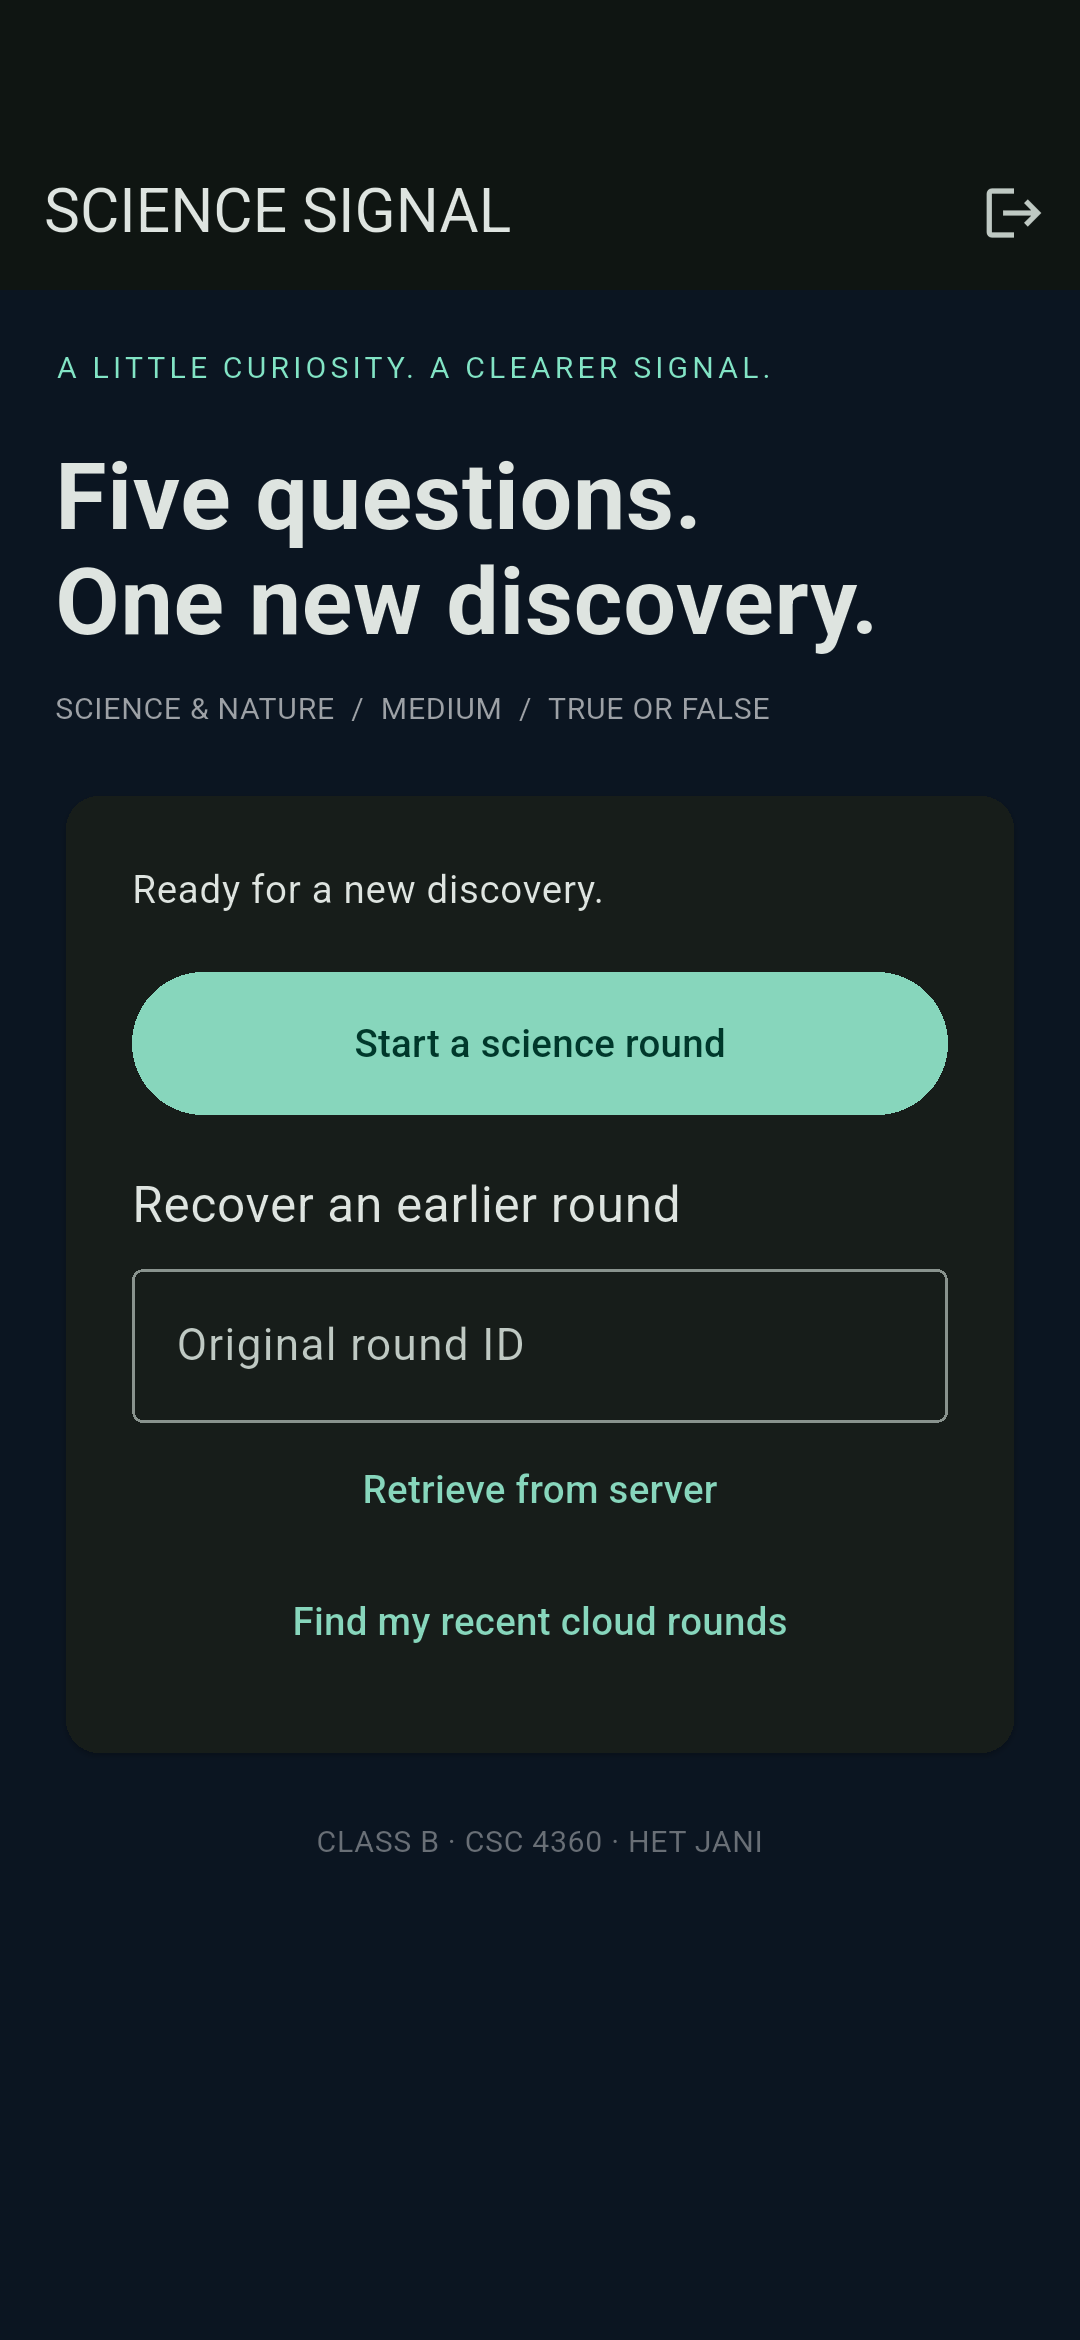 SCIENCE SIGNAL
A LITTLE CURIOSITY. A CLEARER SIGNAL.
Five questions.
One new discovery.
SCIENCE & NATURE / MEDIUM / TRUE OR FALSE
Ready for a new discovery.
Start a science round
Recover an earlier round
Original round ID
Retrieve from server
Find my recent cloud rounds
CLASS B · CSC 4360 · HET JANI